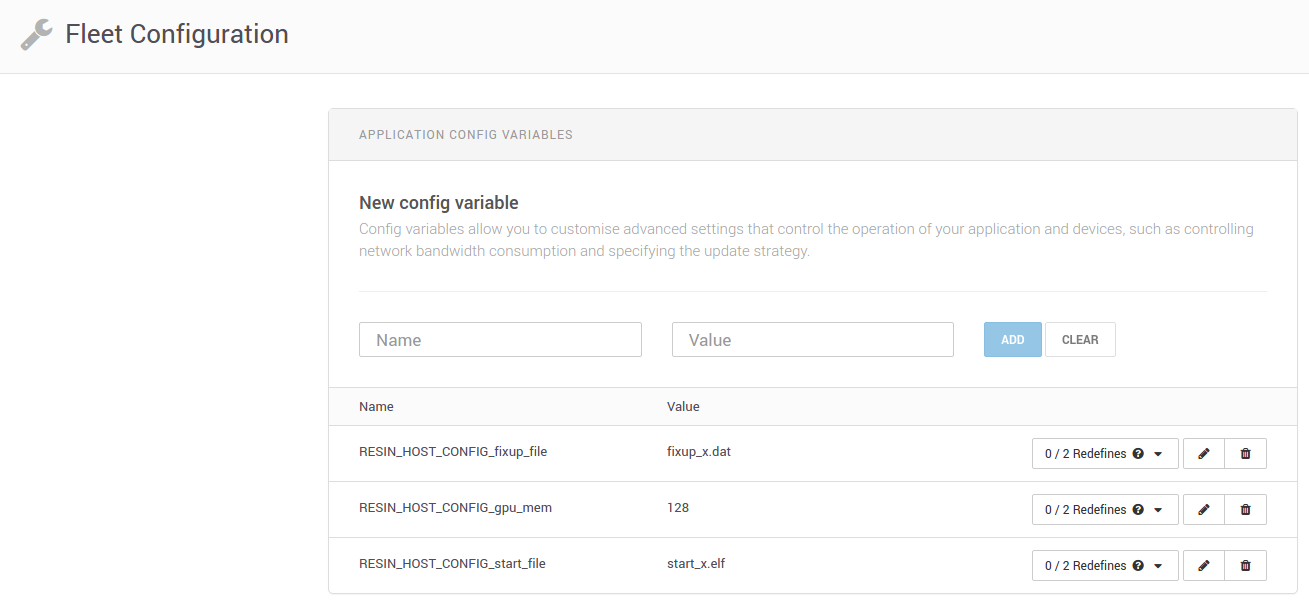 Fleet Configuration
APPLICATION CONFIG VARIABLES
New config variable
Config variables allow you to customise advanced settings that control the operation of your application and devices, such as controlling
network bandwidth consumption and specifying the update strategy.
Name Value ADD CLEAR
Name Value
RESIN_HOST_CONFIG_fixup_file fixup_x.dat 0 / 2 Redefines ?
RESIN_HOST_CONFIG_gpu_mem 128 0 / 2 Redefines ?
RESIN_HOST_CONFIG_start_file start_x.elf 0 / 2 Redefines ?